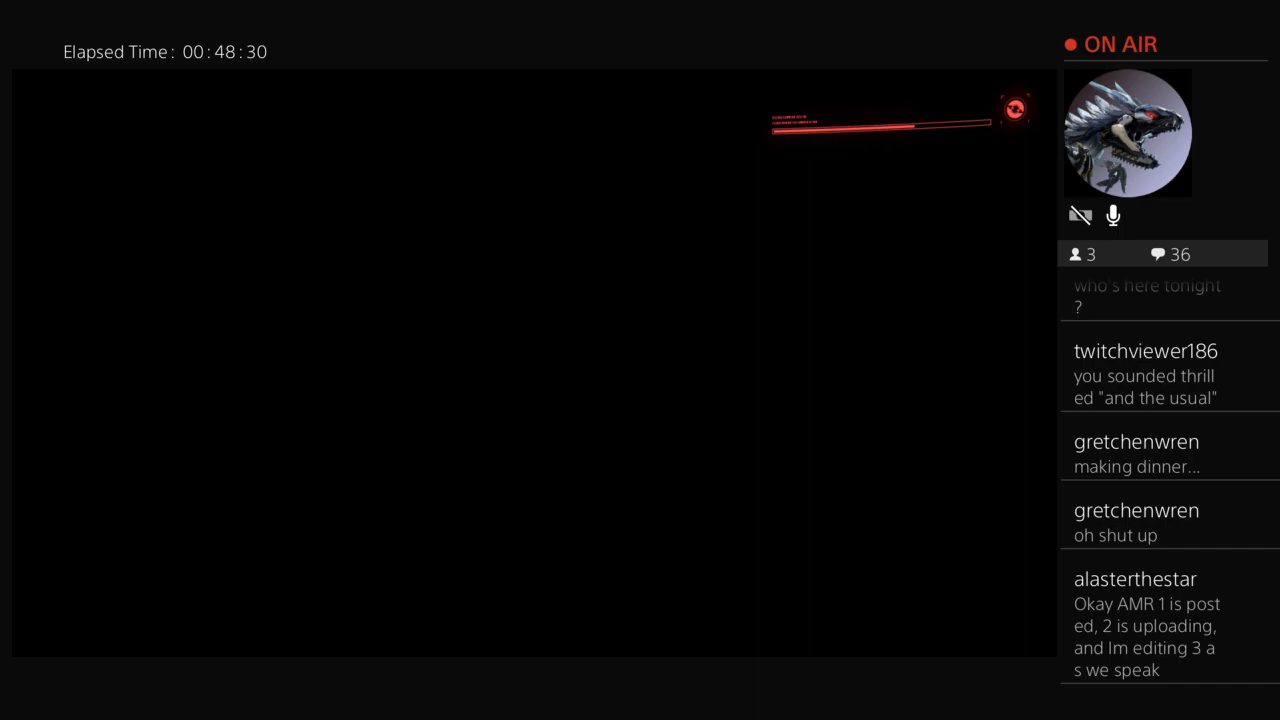 Elapsed Time: 00:48:30
ON AIR
3
36
who's here tonight
?
twitchviewer186
you sounded thrill
ed "and the usual"
gretchenwren
making dinner...
gretchenwren
oh shut up
alasterthestar
Okay AMR 1 is post
ed, 2 is uploading,
and Im editing 3 a
s we speak